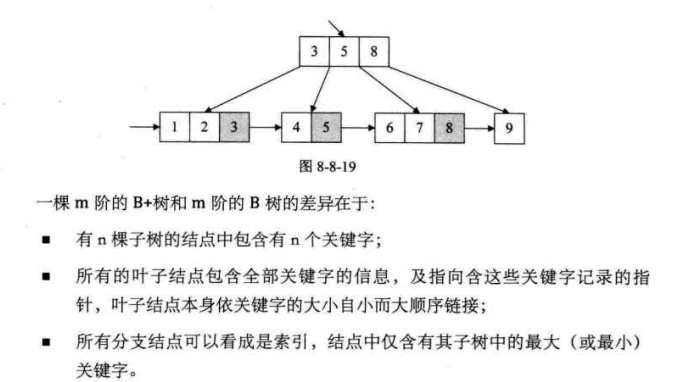 3 5 8
1 2 3 4 5 6 7 8 9
图 8-8-19
一棵 m 阶的 B+树和 m 阶的 B 树的差异在于：
■ 有 n 棵子树的结点中包含有 n 个关键字；
■ 所有的叶子结点包含全部关键字的信息，及指向含这些关键字记录的指
针，叶子结点本身依关键字的大小自小而大顺序链接；
■ 所有分支结点可以看成是索引，结点中仅含有其子树中的最大（或最小）
关键字。